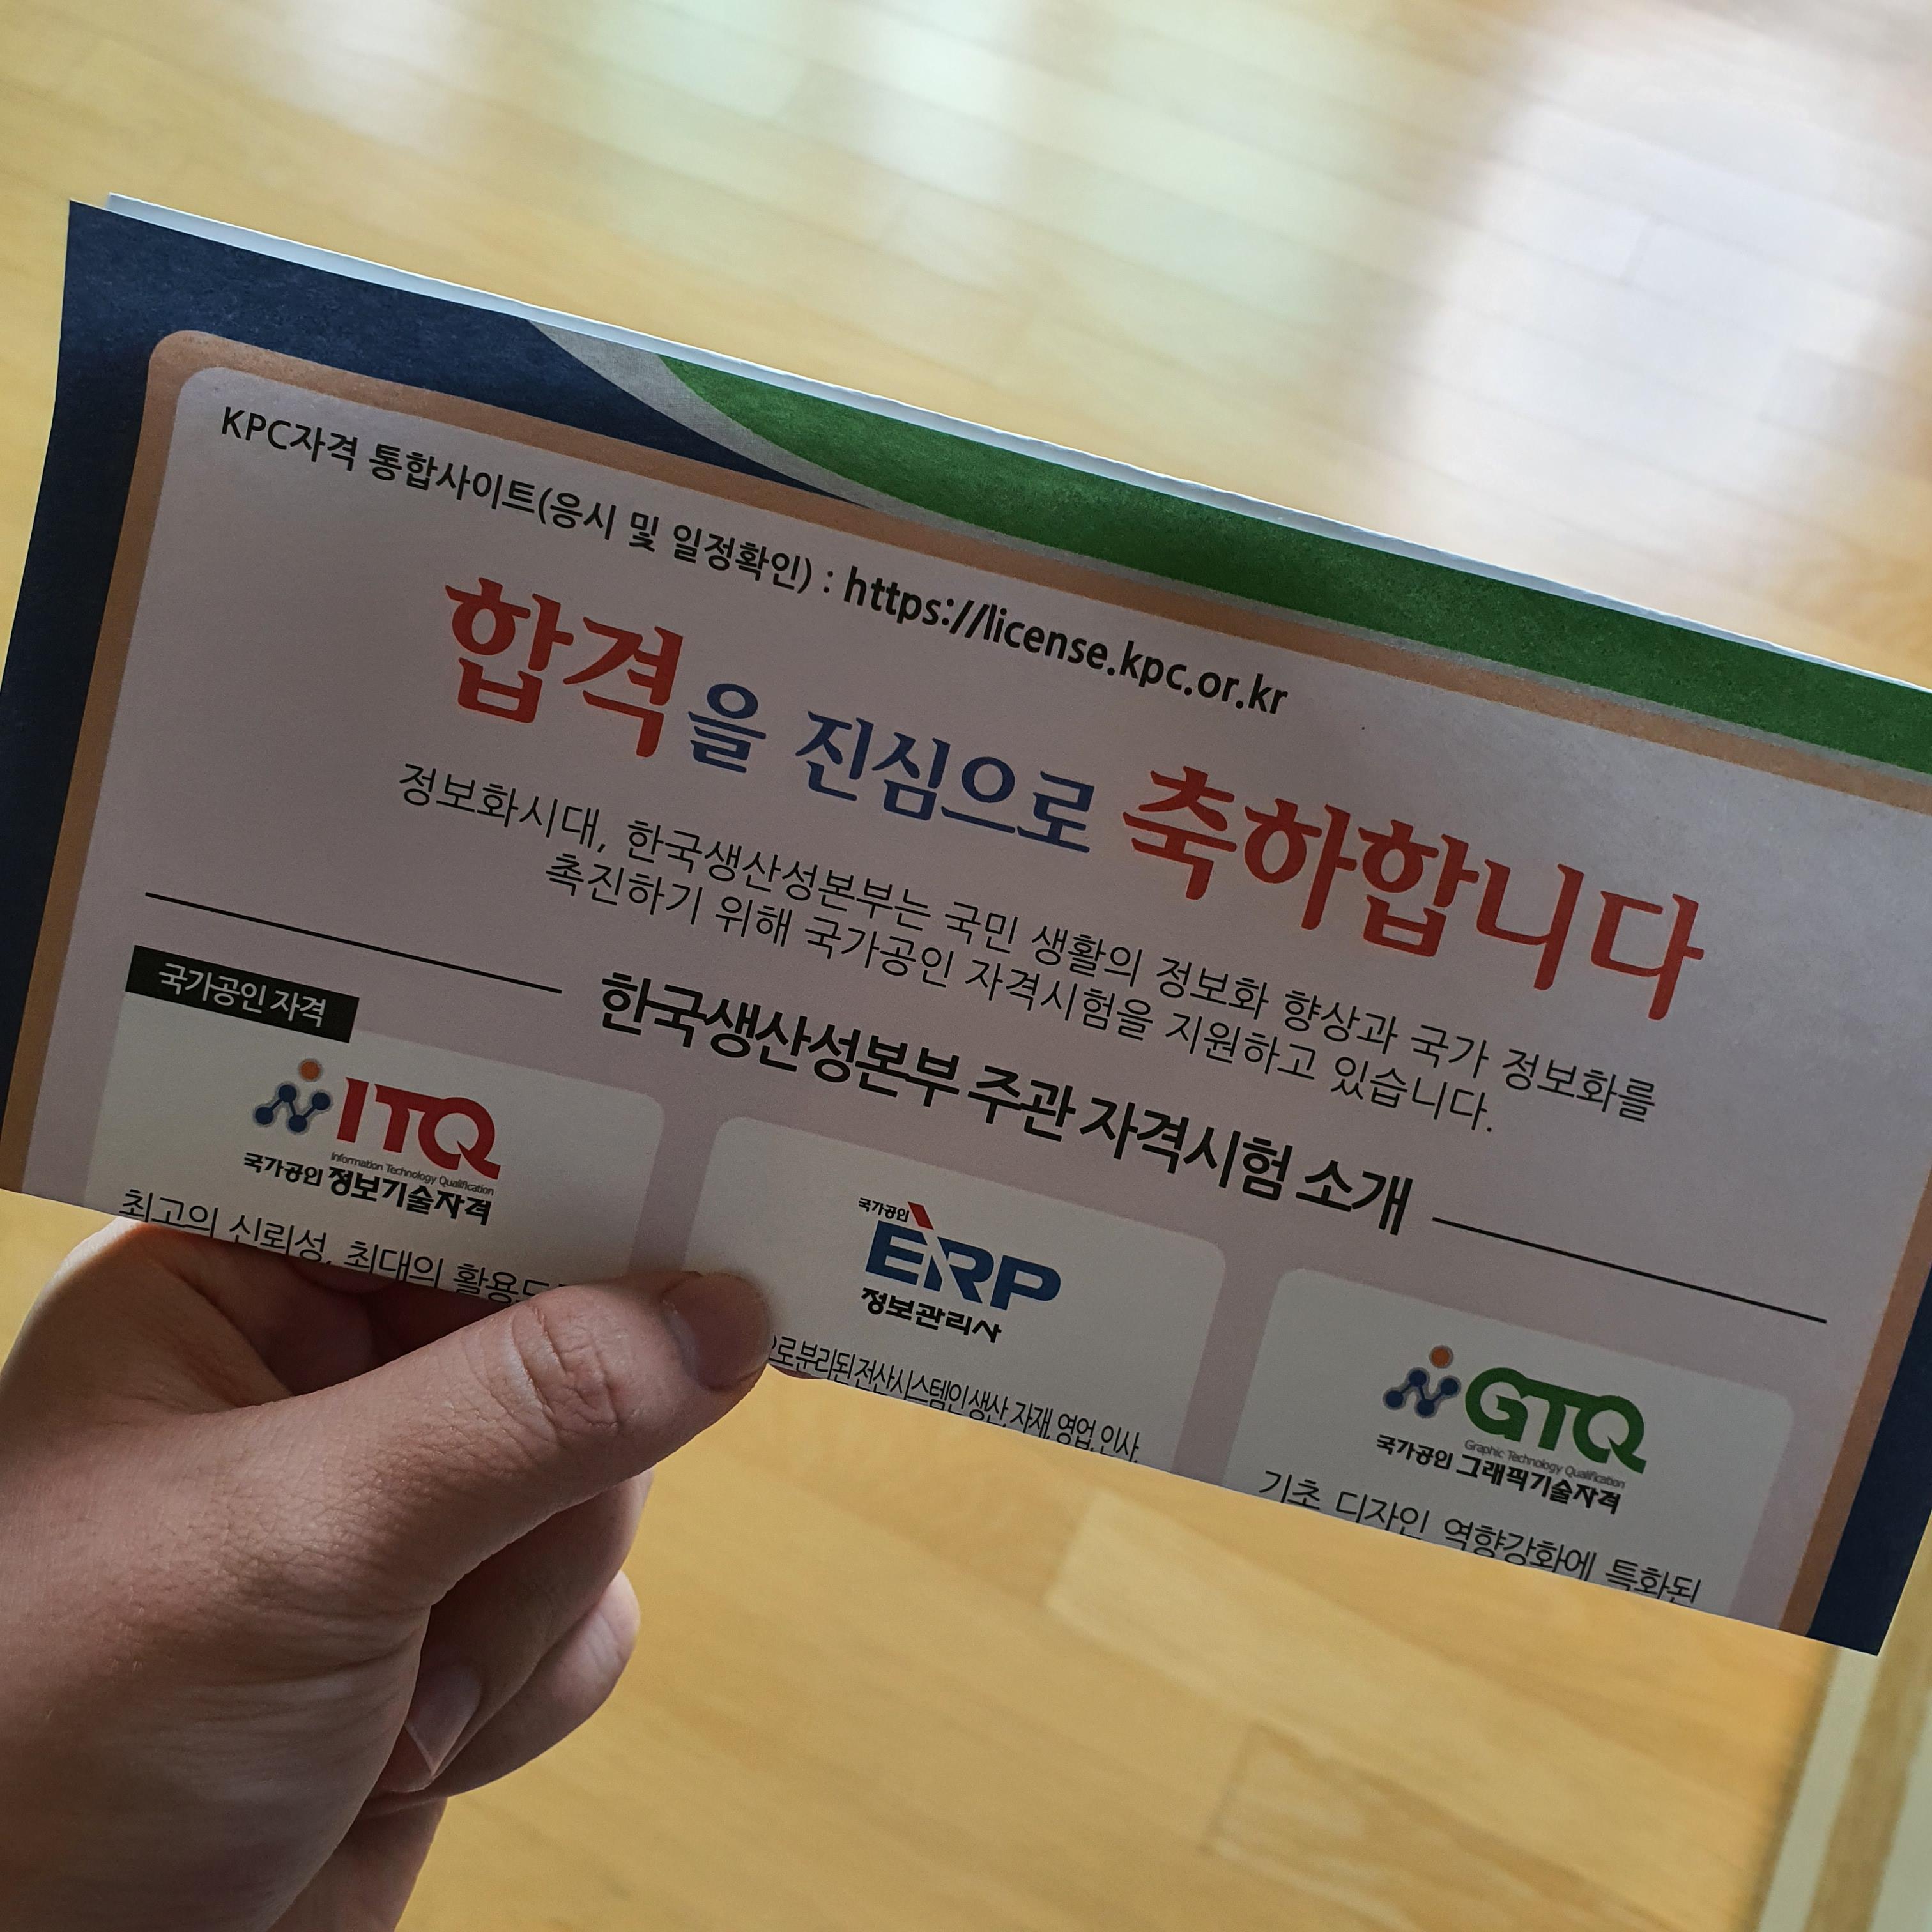 KPC자격 통합사이트(응시 및 일정확인) : https://license.kpc.or.kr
합격을 진심으로 축하합니다
정보화시대, 한국생산성본부는 국민 생활의 정보화 향상과 국가 정보화를
촉진하기 위해 국가공인 자격시험을 지원하고 있습니다.
한국생산성본부 주관 자격시험 소개
국가공인 자격
ITQ
Information Technology Qualification
국가공인 정보기술자격
최고의 신뢰성, 최대의
국가공인
ERP
정보관리사
분리된 전산시스템인 생산, 자재, 영업, 인사,
GTQ
Graphic Technology Qualification
국가공인 그래픽기술자격
기초 디자인 역량강화에 특화된